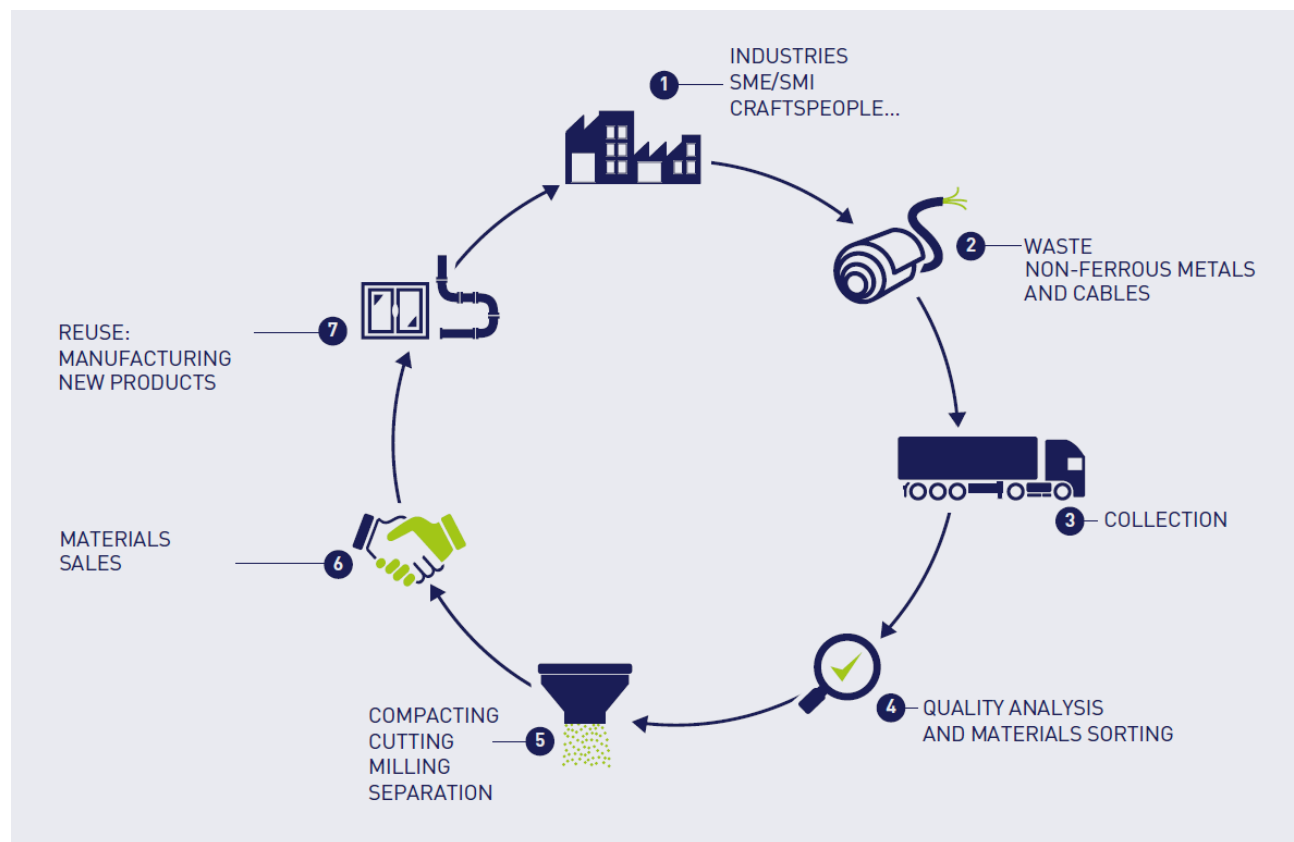 1
INDUSTRIES
SME/SMI
CRAFTSPEOPLE...
2
WASTE
NON-FERROUS METALS
AND CABLES
3
COLLECTION
4
QUALITY ANALYSIS
AND MATERIALS SORTING
5
COMPACTING
CUTTING
MILLING
SEPARATION
6
MATERIALS
SALES
7
REUSE:
MANUFACTURING
NEW PRODUCTS